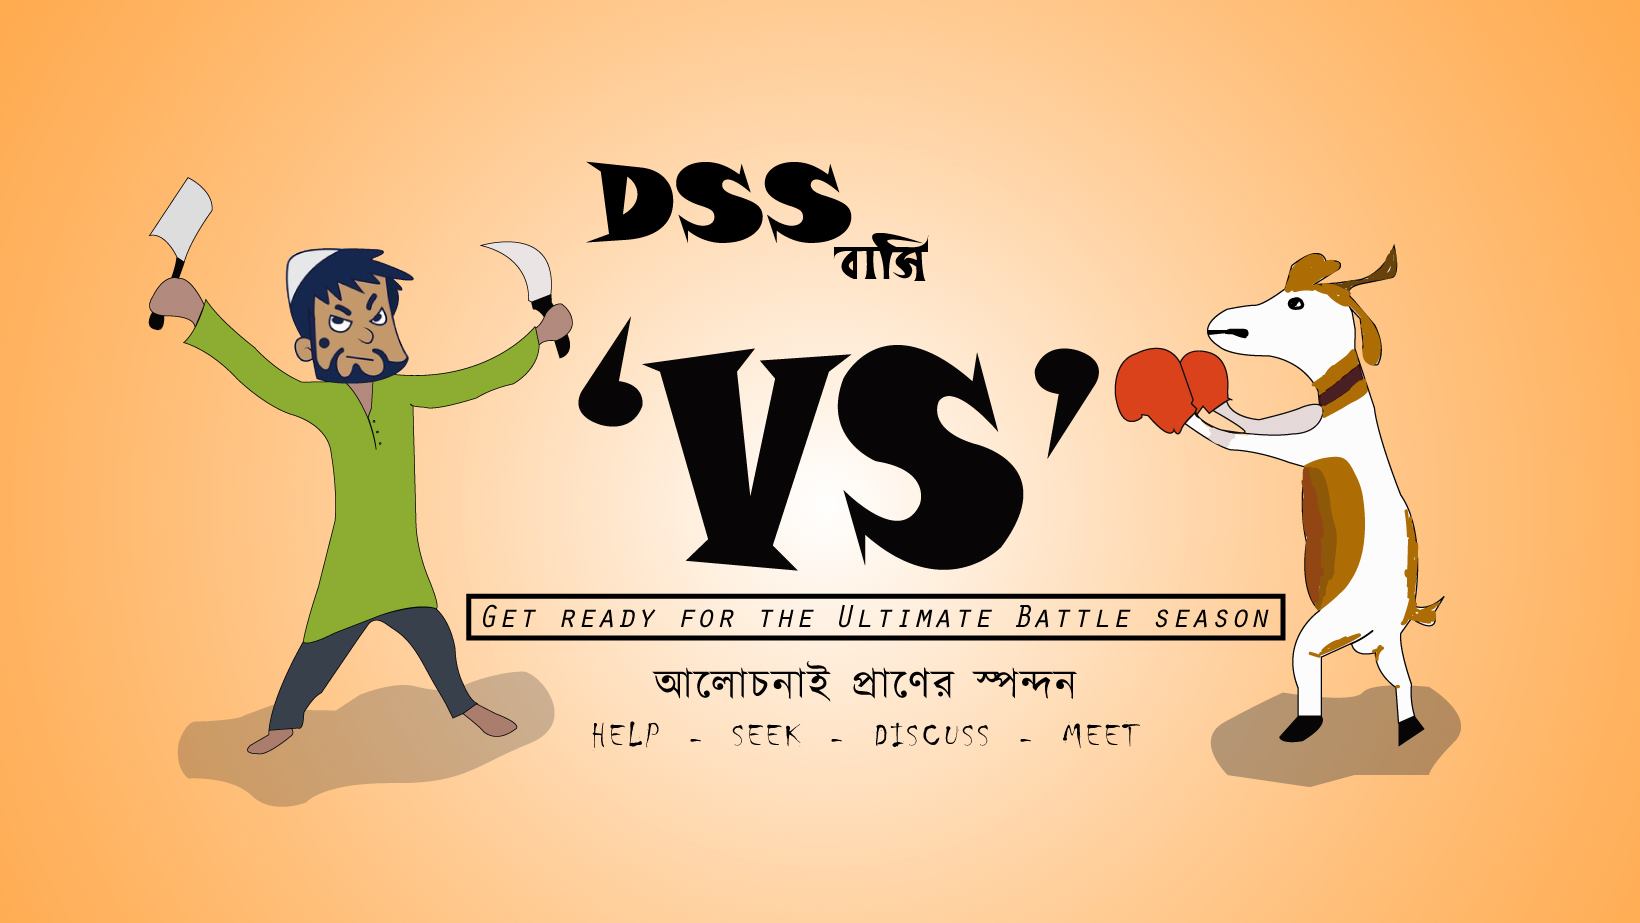 DSS
বাসি
‘VS’
Get ready for the Ultimate Battle season
আলোচনাই প্রাণের স্পন্দন
HELP - SEEK - DISCUSS - MEET